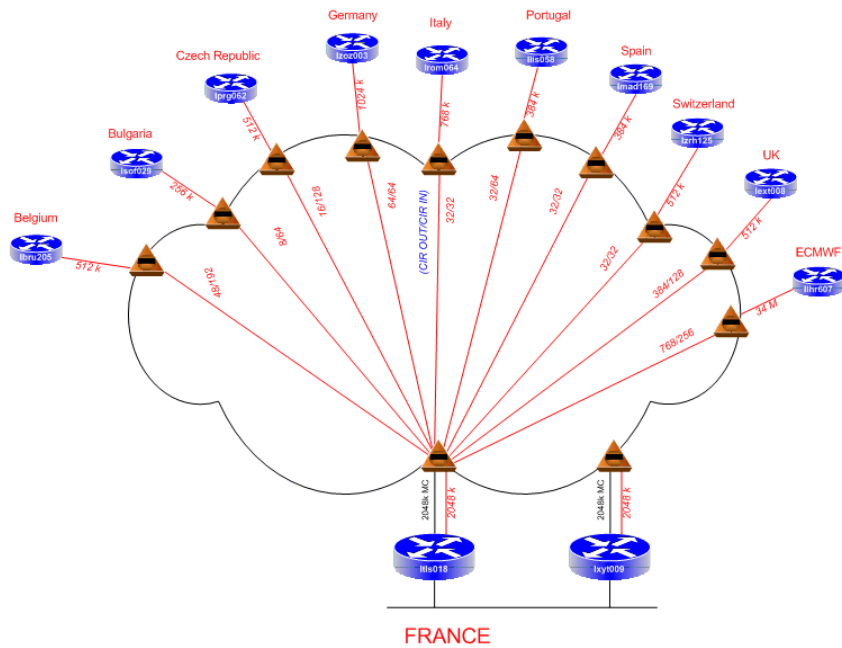 Germany
Italy
Portugal
Czech Republic
lzoz003
lrom064
llis058
Spain
lprg062
lmad169
Switzerland
1024 k
768 k
384 k
384 k
Bulgaria
512 k
lzrh125
UK
lsof029
256 k
512 k
lext008
Belgium
16/128
64/64
32/32
32/64
32/32
lbru205
512 k
8/64
(CIR OUT/CIR IN)
32/32
512 k
ECMWF
48/192
384/128
llhr607
34 M
768/256
2048k MC
2048 k
2048k MC
2048 k
ltls018
lxyt009
FRANCE